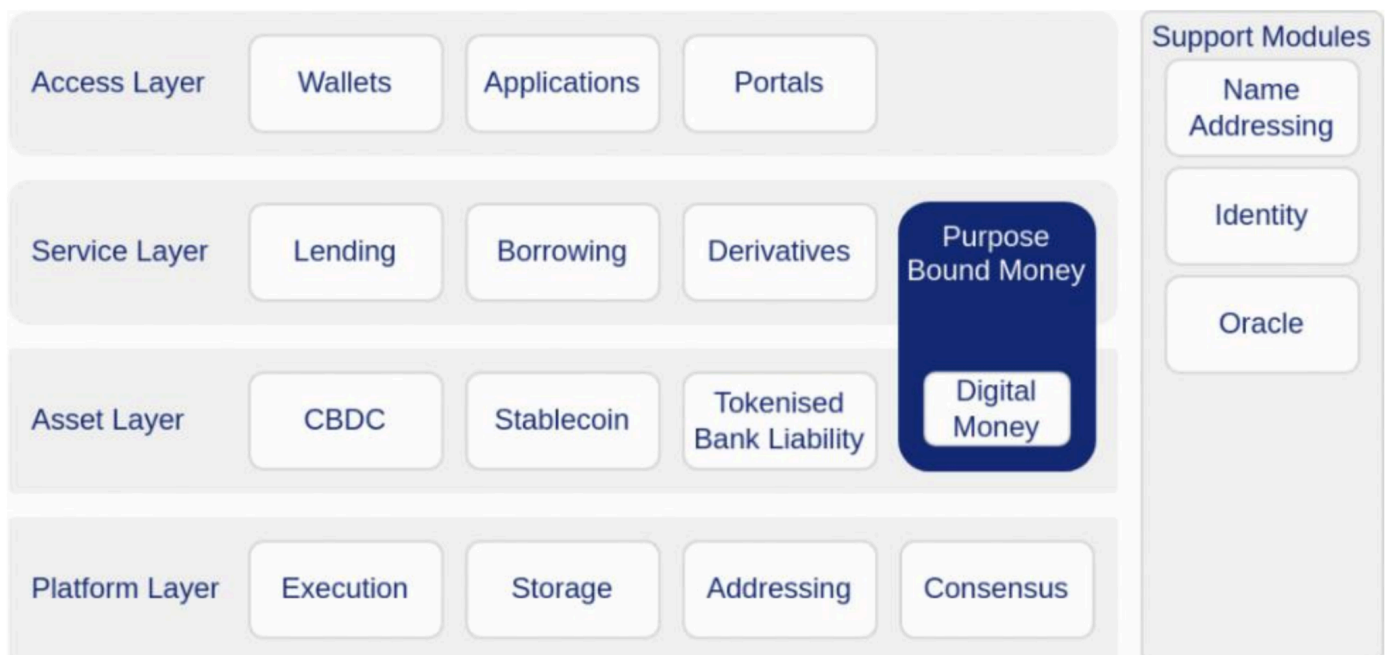 Access Layer
Wallets
Applications
Portals
Service Layer
Lending
Borrowing
Derivatives
Purpose
Bound Money
Asset Layer
CBDC
Stablecoin
Tokenised
Bank Liability
Digital
Money
Platform Layer
Execution
Storage
Addressing
Consensus
Support Modules
Name
Addressing
Identity
Oracle